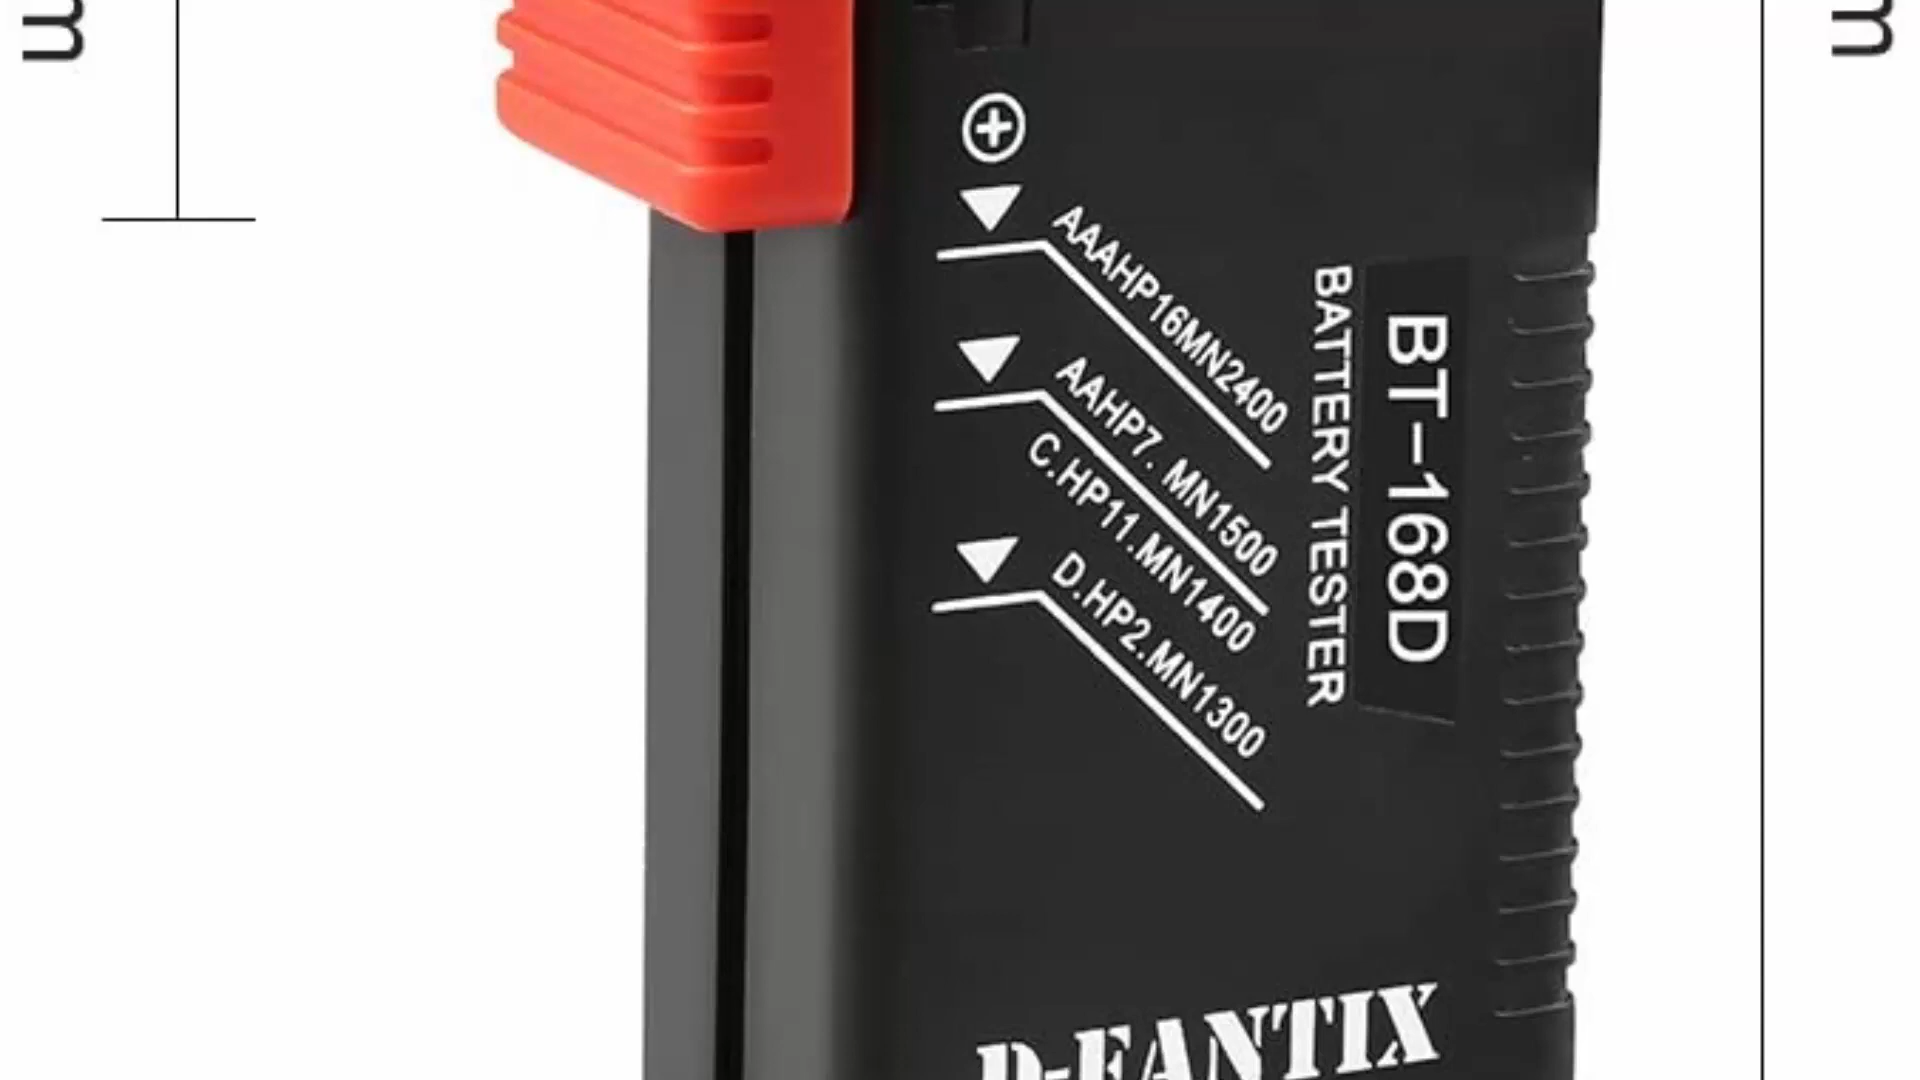 m
m
AAAHP16MN2400
AAHP7. MN1500
C.HP11.MN1400
D.HP2.MN1300
BATTERY TESTER
BT-168D
D-FANTIX